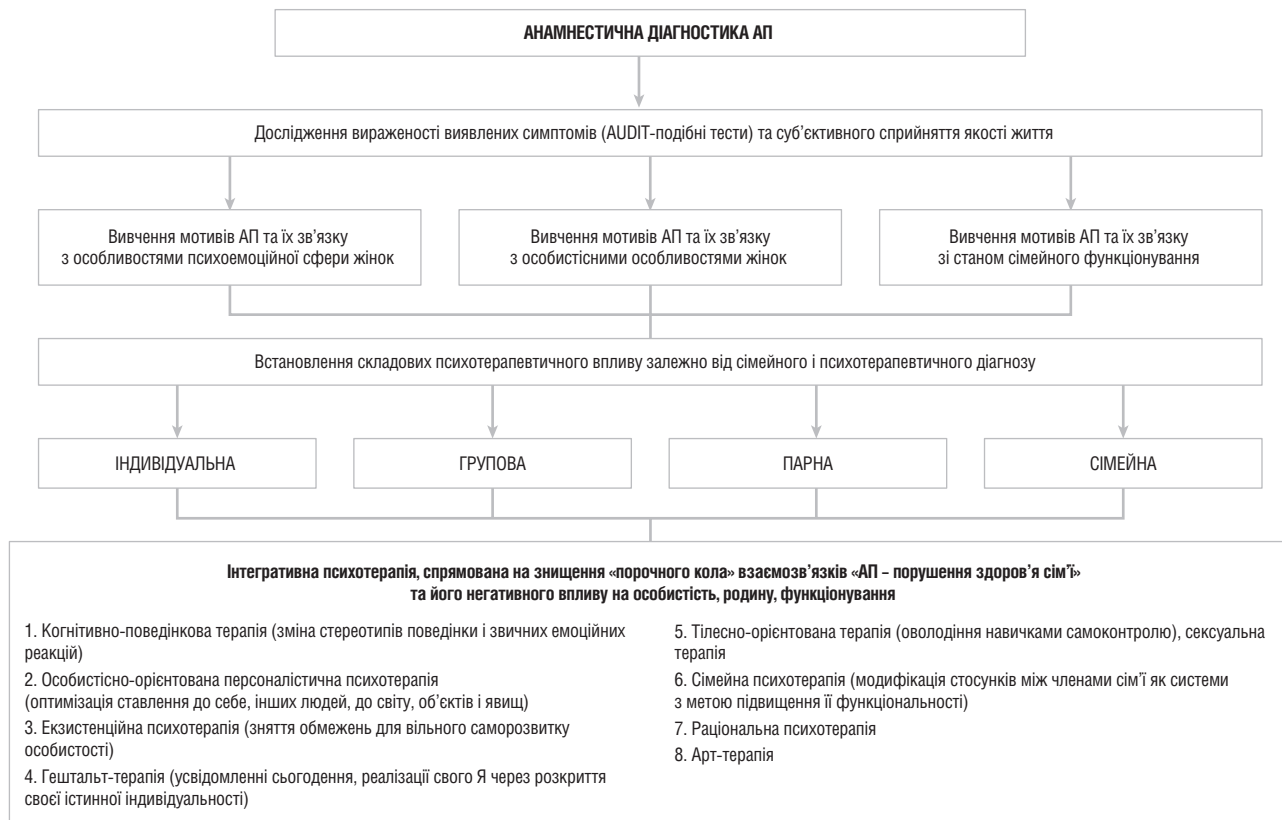 АНАМНЕСТИЧНА ДІАГНОСТИКА АП
Дослідження вираженості виявлених симптомів (AUDIT-подібні тести) та суб’єктивного сприйняття якості життя
Вивчення мотивів АП та їх зв’язку
з особливостями психоемоційної сфери жінок
Вивчення мотивів АП та їх зв’язку
з особистісними особливостями жінок
Вивчення мотивів АП та їх зв’язку
зі станом сімейного функціонування
Встановлення складових психотерапевтичного впливу залежно від сімейного і психотерапевтичного діагнозу
ІНДИВІДУАЛЬНА
ГРУПОВА
ПАРНА
СІМЕЙНА
Інтегративна психотерапія, спрямована на знищення «порочного кола» взаємозв’язків «АП – порушення здоров’я сім’ї»
та його негативного впливу на особистість, родину, функціонування
1. Когнітивно-поведінкова терапія (зміна стереотипів поведінки і звичних емоційних
реакцій)
2. Особистісно-орієнтована персоналістична психотерапія
(оптимізація ставлення до себе, інших людей, до світу, об’єктів і явищ)
3. Екзистенційна психотерапія (зняття обмежень для вільного саморозвитку
особистості)
4. Гештальт-терапія (усвідомленні сьогодення, реалізації свого Я через розкриття
своєї істинної індивідуальності)
5. Тілесно-орієнтована терапія (оволодіння навичками самоконтролю), сексуальна
терапія
6. Сімейна психотерапія (модифікація стосунків між членами сім’ї як системи
з метою підвищення її функціональності)
7. Раціональна психотерапія
8. Арт-терапія